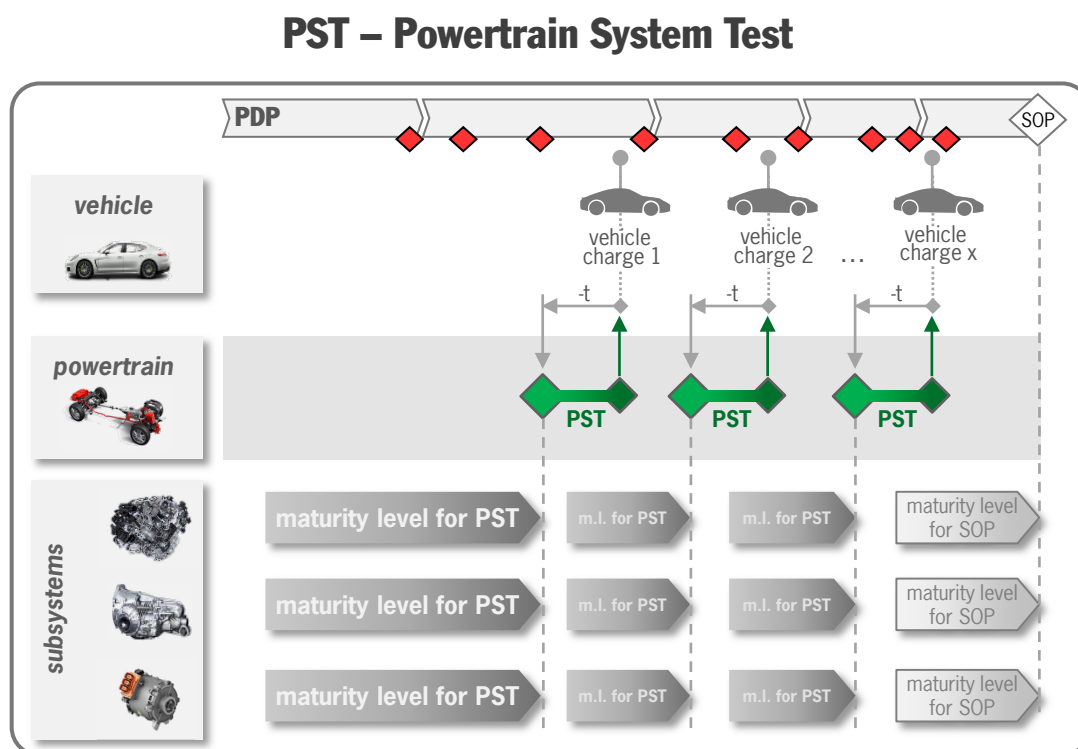 PST – Powertrain System Test
PDP
SOP
vehicle
vehicle
charge 1
vehicle
charge 2
...
vehicle
charge x
-t
-t
-t
powertrain
PST
PST
PST
subsystems
maturity level for PST
m.l. for PST
m.l. for PST
maturity level
for SOP
maturity level for PST
m.l. for PST
m.l. for PST
maturity level
for SOP
maturity level for PST
m.l. for PST
m.l. for PST
maturity level
for SOP